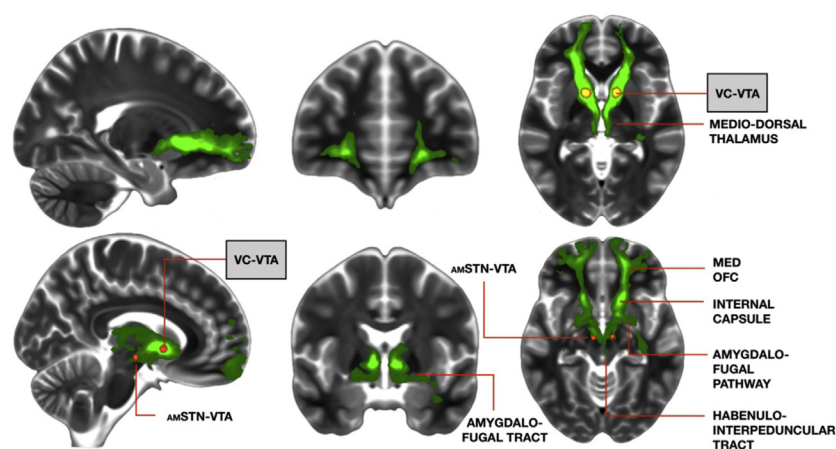 VC-VTA
MEDIO-DORSAL
THALAMUS
VC-VTA
AMSTN-VTA
AMSTN-VTA
AMYGDALO-
FUGAL TRACT
MED
OFC
INTERNAL
CAPSULE
AMYGDALO-
FUGAL
PATHWAY
HABENULO-
INTERPEDUNCULAR
TRACT